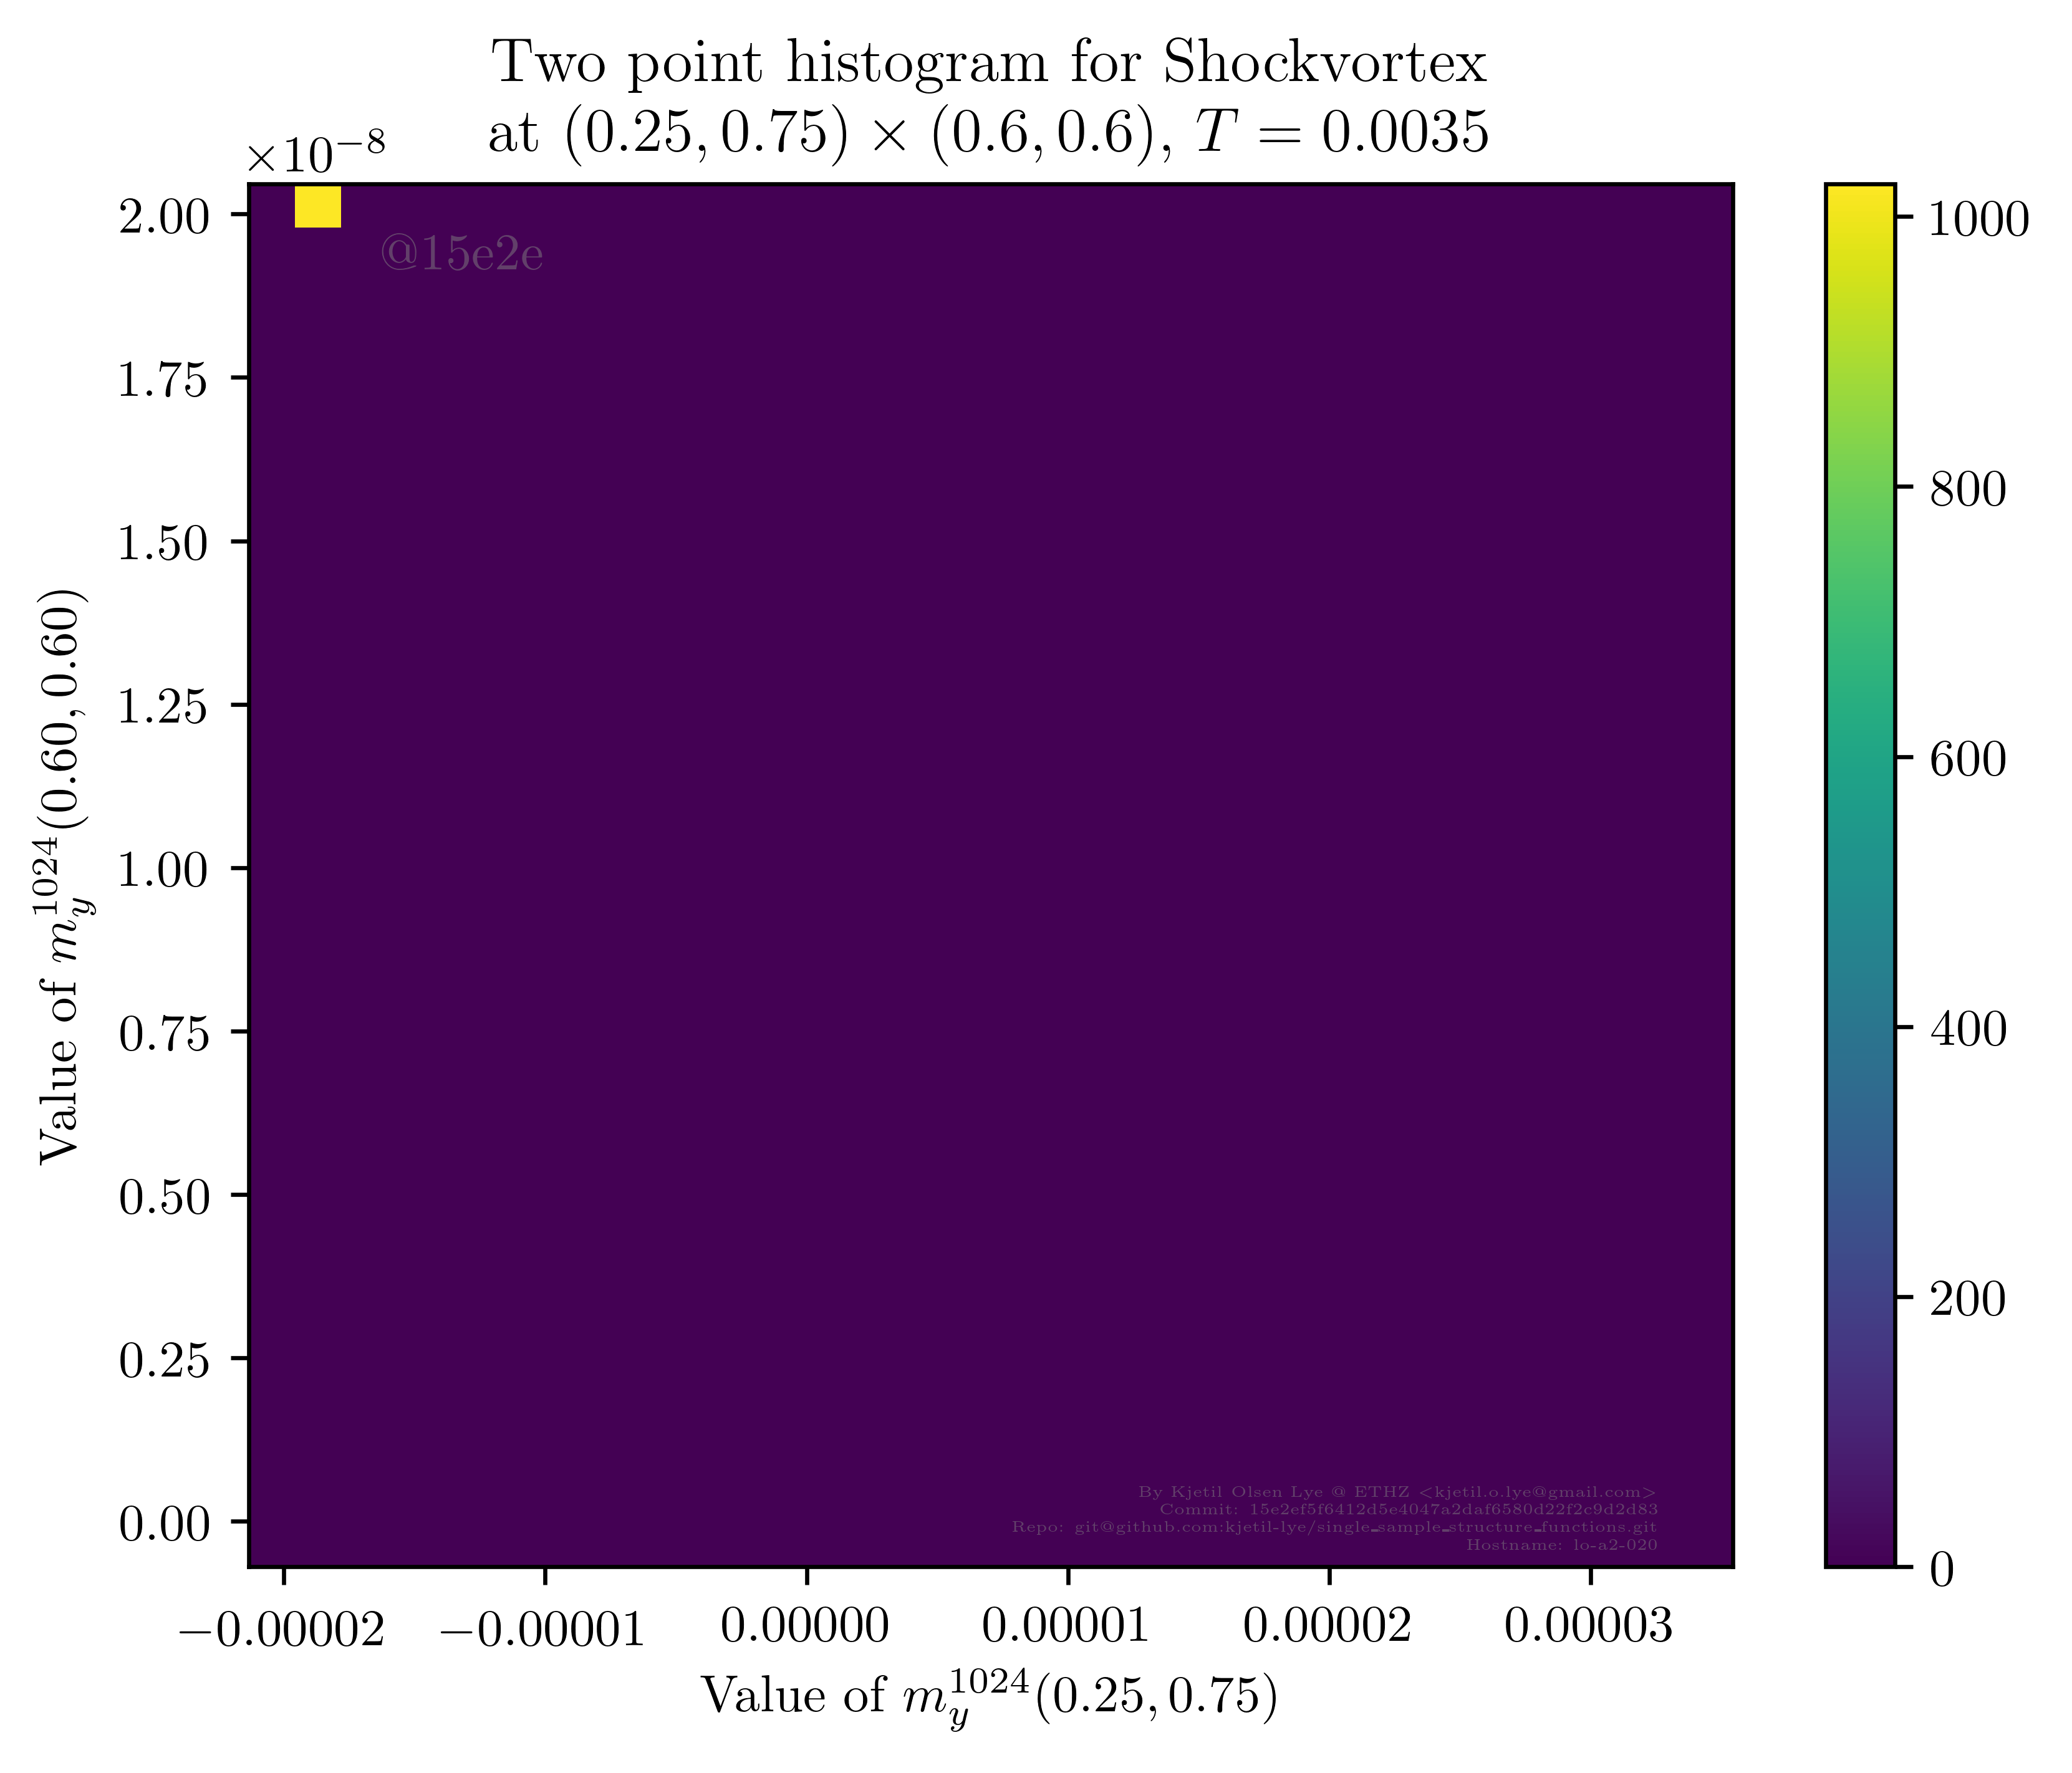 Two point histogram for Shockvortex
at (0.25, 0.75) × (0.6, 0.6), T = 0.0035
×10^{-8}
@15e2e
2.00
1.75
1.50
1.25
1.00
0.75
0.50
0.25
0.00
Value of m_y^{1024}(0.60, 0.60)
1000
800
600
400
200
0
By Kjetil Olsen Lye @ ETHZ <kjetil.o.lye@gmail.com>
Commit: 15e2ef5f6412d5e4047a2daf6580d22f2c9d2d83
Repo: git@github.com:kjetil-lye/single_sample_structure_functions.git
Hostname: lo-a2-020
−0.00002 −0.00001 0.00000 0.00001 0.00002 0.00003
Value of m_y^{1024}(0.25, 0.75)